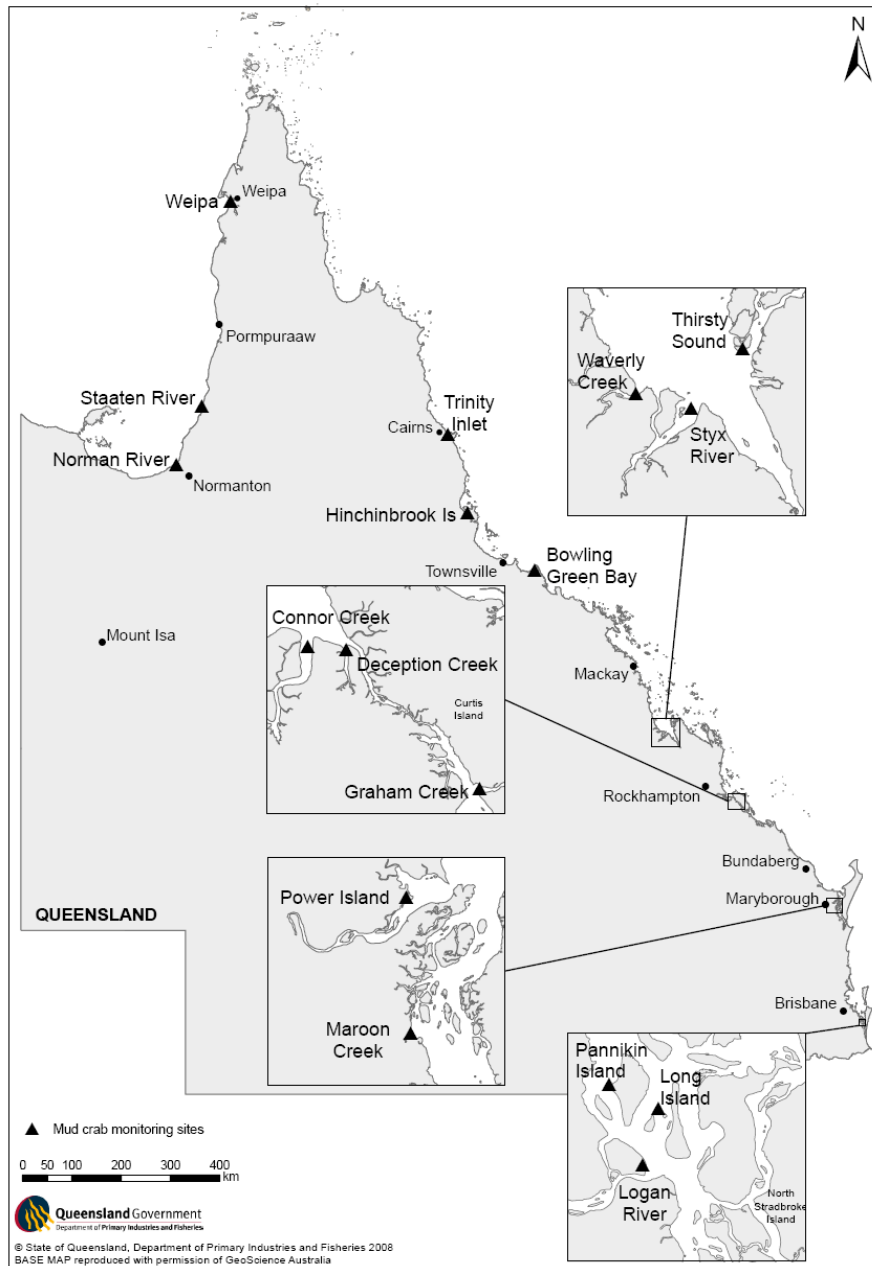 N
Weipa
Weipa
Pormpuraaw
Staaten River
Norman River
Normanton
Cairns
Trinity
Inlet
Hinchinbrook Is
Townsville
Bowling
Green Bay
Mount Isa
Mackay
Rockhampton
Bundaberg
Maryborough
Brisbane
QUEENSLAND
Thirsty
Sound
Waverly
Creek
Styx
River
Connor Creek
Deception Creek
Curtis
Island
Graham Creek
Power Island
Maroon
Creek
Pannikin
Island
Long
Island
Logan
River
North
Stradbroke
Island
Mud crab monitoring sites
0 50 100 200 300 400
km
Queensland Government
Department of Primary Industries and Fisheries
© State of Queensland, Department of Primary Industries and Fisheries 2008
BASE MAP reproduced with permission of GeoScience Australia